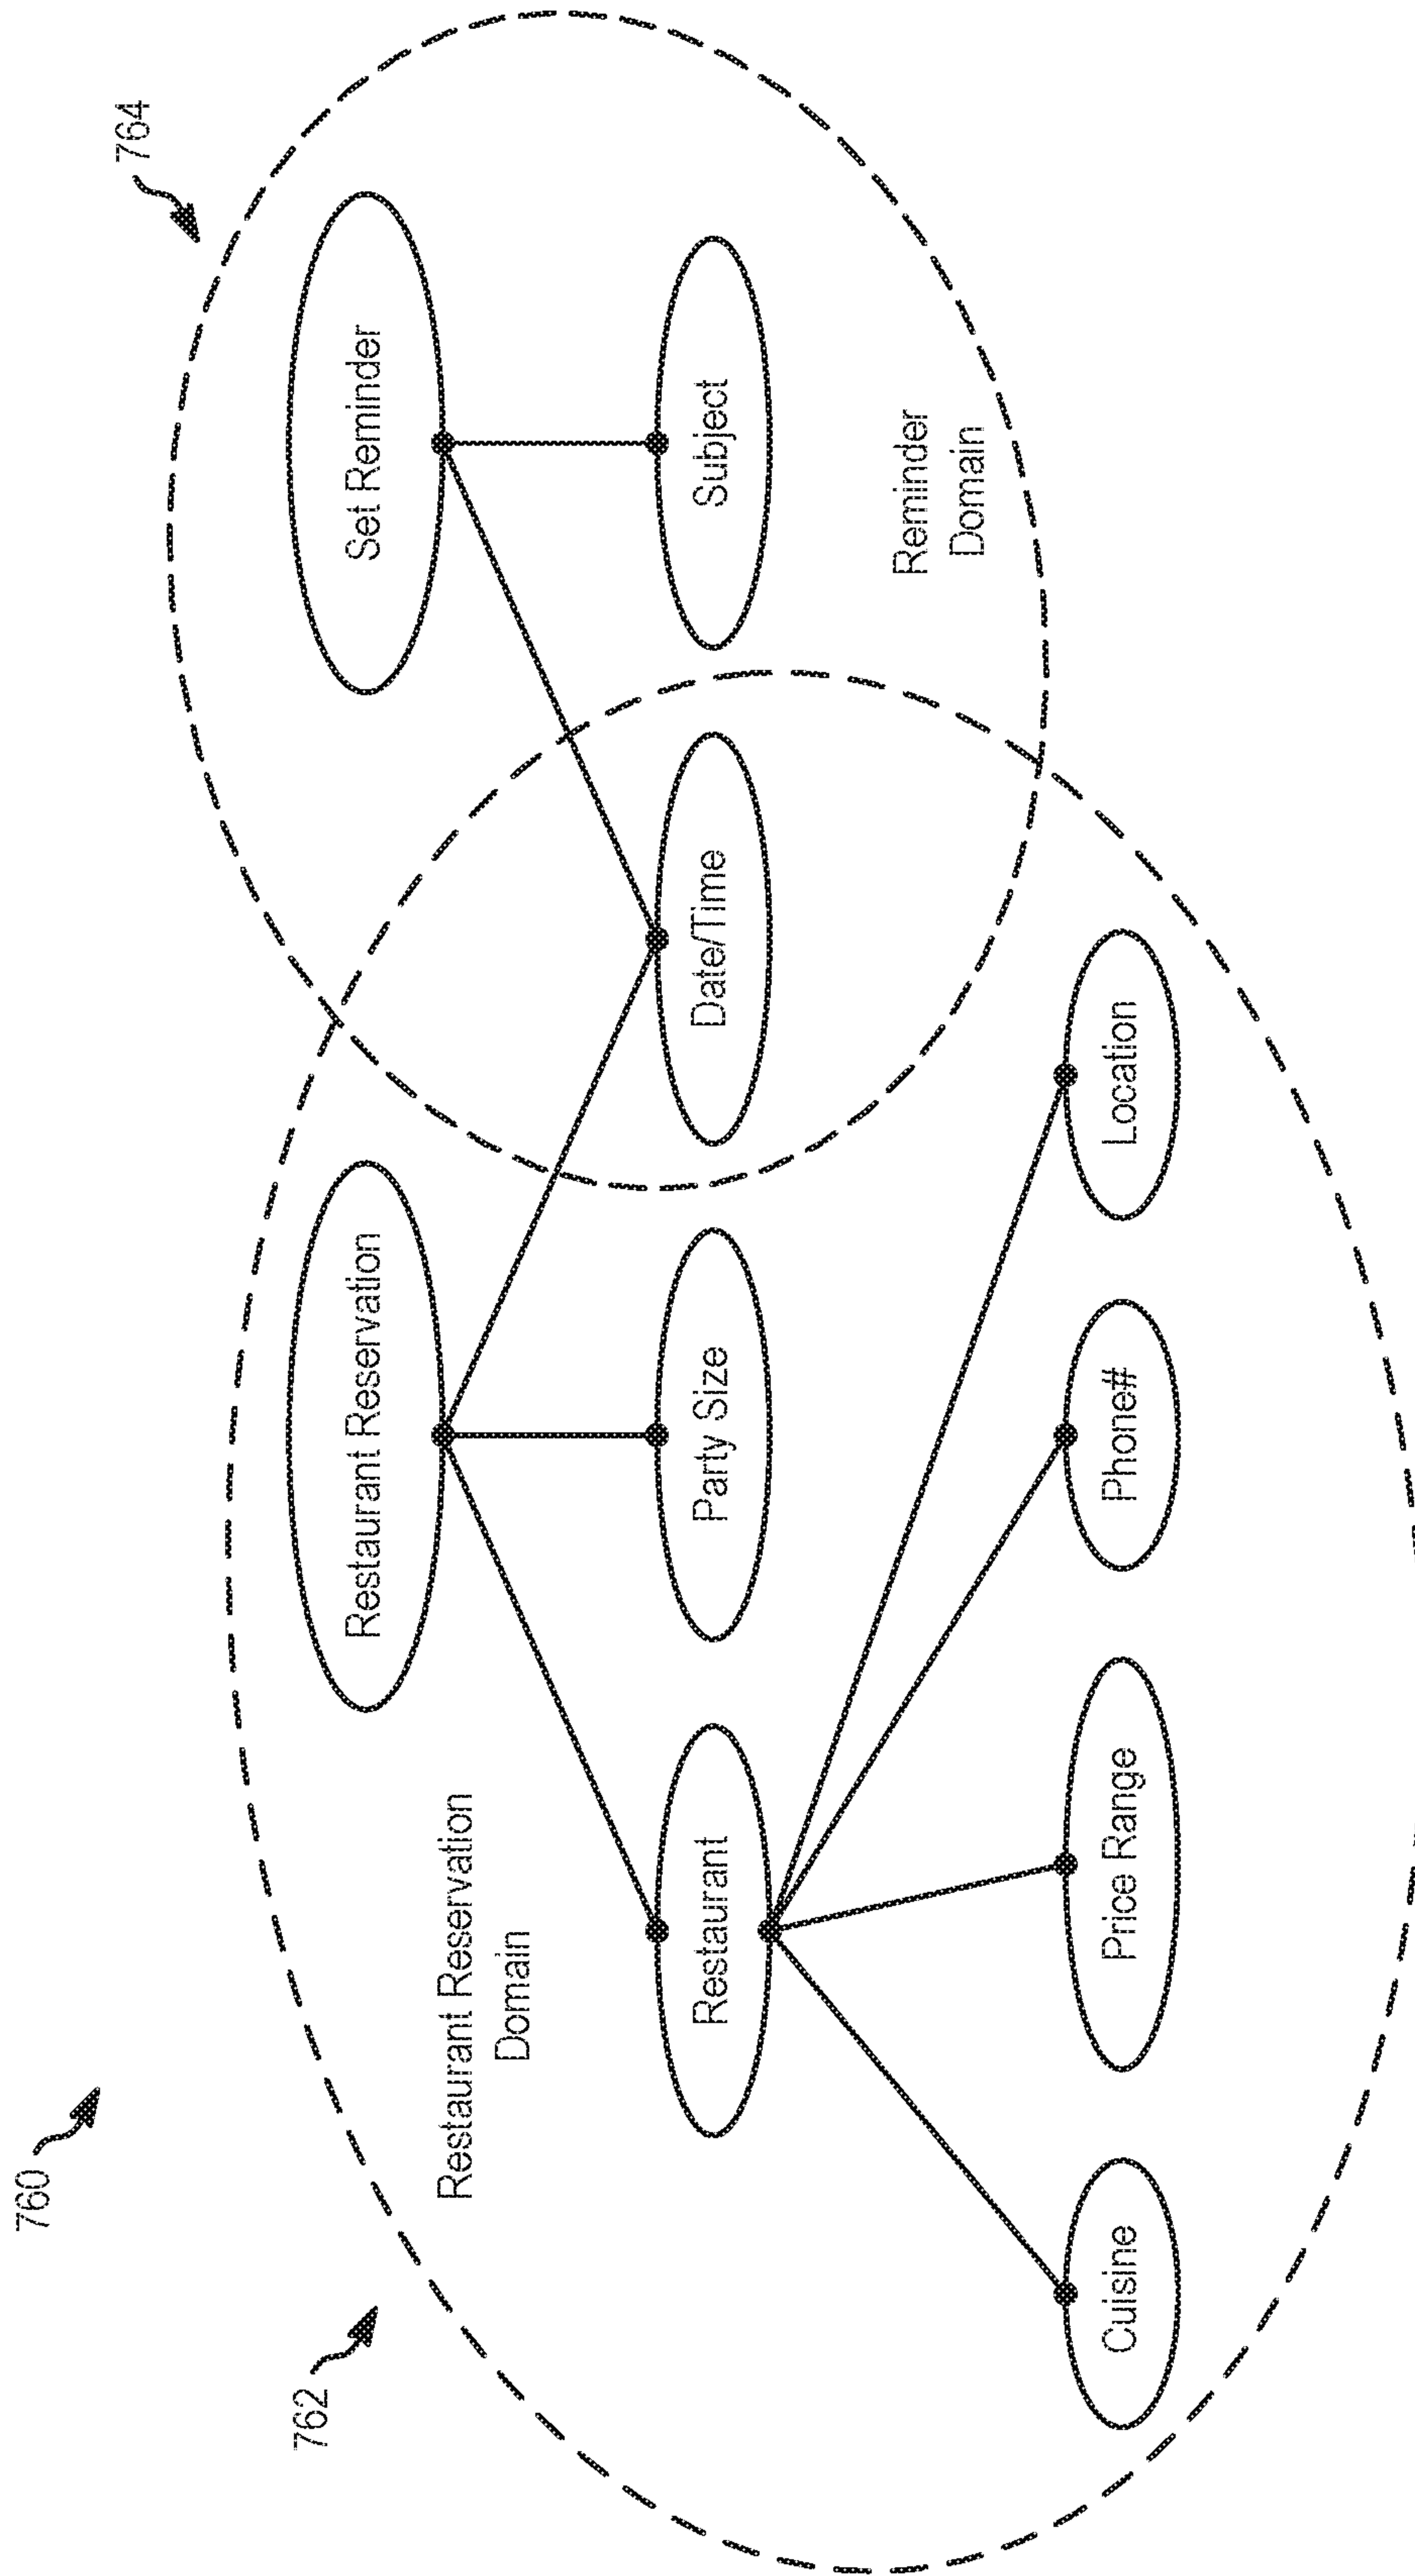 760
762
764
Restaurant Reservation
Set Reminder
Restaurant Reservation
Domain
Restaurant
Party Size
Date/Time
Subject
Reminder
Domain
Cuisine
Price Range
Phone#
Location